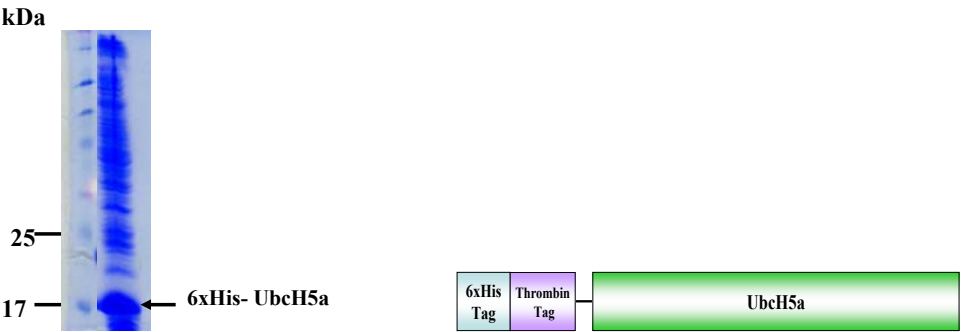 kDa
25
17
6xHis- UbcH5a
6xHis
Tag
Thrombin
Tag
UbcH5a